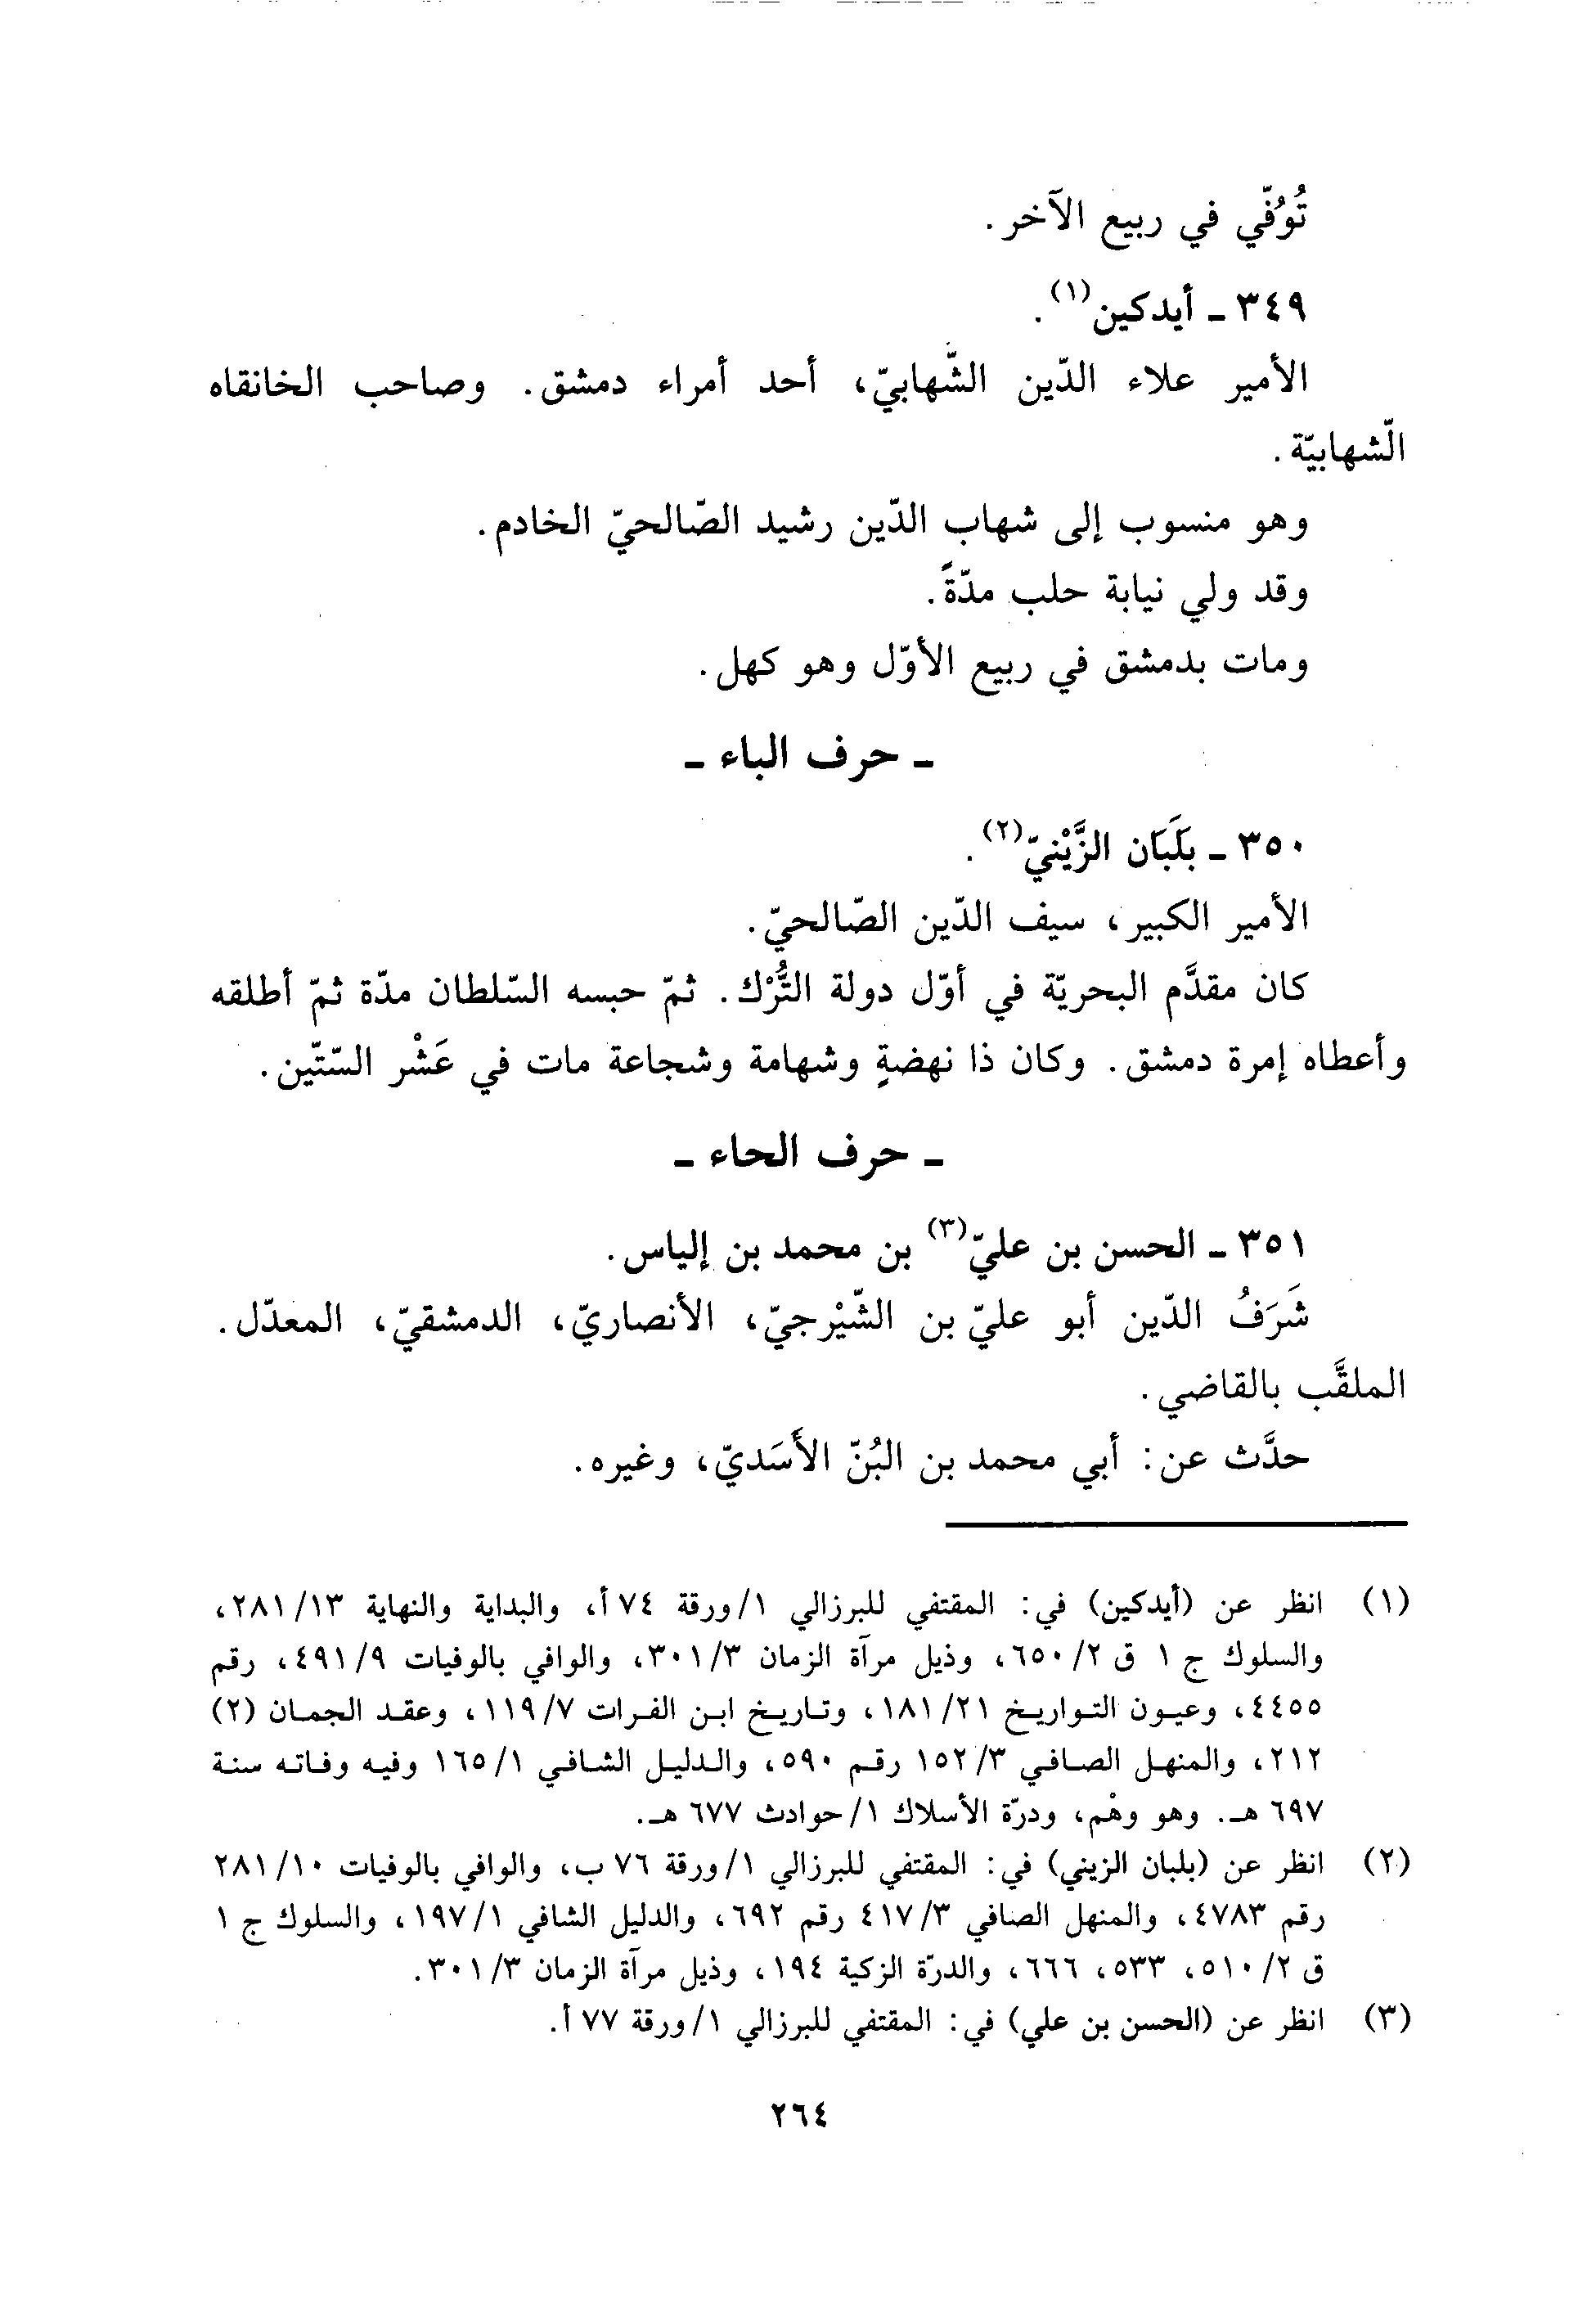 تُوُفّي في ربيع الآخر.
٣٤٩ - أيدكين(١).
الأمير علاء الدّين الشّهابيّ، أحد أمراء دمشق. وصاحب الخانقاه
الّشهابيّة.
وهو منسوب إلى شهاب الدّين رشيد الصّالحيّ الخادم.
وقد ولي نيابة حلب مدّةً.
ومات بدمشق في ربيع الأوّل وهو كهل.
- حرف الباء -
٣٥٠ - بَلَبَان الزَّيْنيّ(٢).
الأمير الكبير، سيف الدّين الصّالحيّ.
كان مقدَّم البحريّة في أوّل دولة التُّرْك. ثمّ حبسه السّلطان مدّة ثمّ أطلقه
وأعطاه إمرة دمشق. وكان ذا نهضةٍ وشهامة وشجاعة مات في عَشْر السّتّين.
- حرف الحاء -
٣٥١ - الحسن بن عليّ(٣) بن محمد بن إلياس.
شَرَفُ الدّين أبو عليّ بن الشّيْرجيّ، الأنصاريّ، الدمشقيّ، المعدّل.
الملقَّب بالقاضي.
حدَّث عن: أبي محمد بن البُنّ الأَسَديّ، وغيره.
(١) انظر عن (أيدكين) في: المقتفي للبرزالي ١/ورقة ٧٤ أ، والبداية والنهاية ٢٨١/١٣،
والسلوك ج ١ ق ٦٥٠/٢، وذيل مرآة الزمان ٣٠١/٣، والوافي بالوفيات ٤٩١/٩، رقم
٤٤٥٥، وعيون التواريخ ١٨١/٢١، وتاريخ ابن الفرات ١١٩/٧، وعقد الجمان (٢)
٢١٢، والمنهل الصافي ١٥٢/٣ رقم ٥٩٠، والدليل الشافي ١٦٥/١ وفيه وفاته سنة
٦٩٧ هـ. وهو وهْم، ودرّة الأسلاك ١/حوادث ٦٧٧ هـ.
(٢) انظر عن (بلبان الزيني) في: المقتفي للبرزالي ١/ورقة ٧٦ ب، والوافي بالوفيات ٢٨١/١٠
رقم ٤٧٨٣، والمنهل الصافي ٤١٧/٣ رقم ٦٩٢، والدليل الشافي ١٩٧/١، والسلوك ج ١
ق ٥١٠/٢، ٥٣٣، ٦٦٦، والدرّة الزكية ١٩٤، وذيل مرآة الزمان ٣٠١/٣.
(٣) انظر عن (الحسن بن علي) في: المقتفي للبرزالي ١/ورقة ٧٧ أ.
٢٦٤